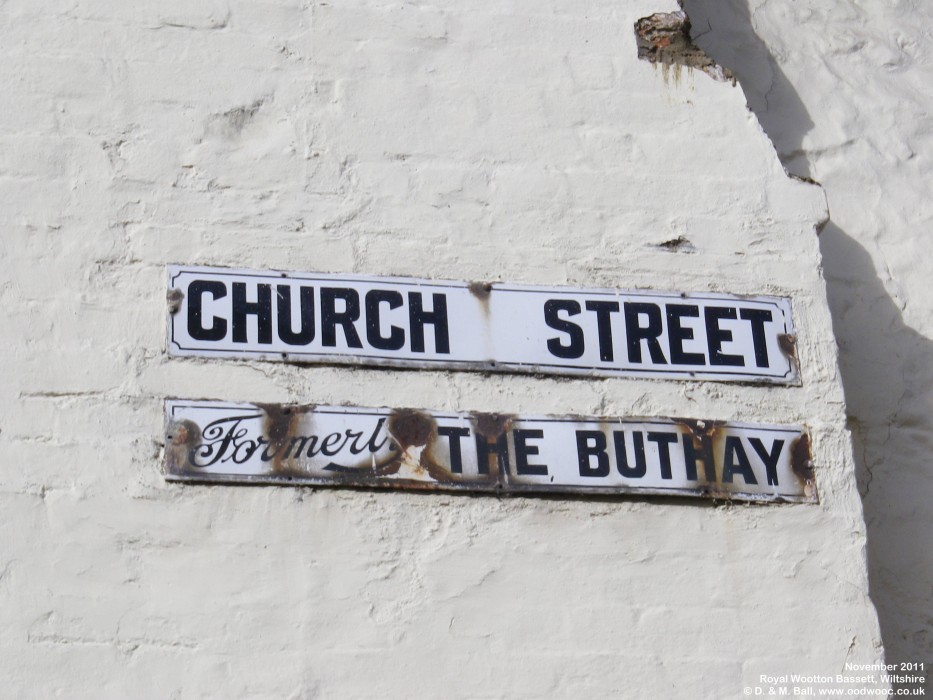 CHURCH STREET
Formerly THE BUTHAY
November 2011
Royal Wootton Bassett, Wiltshire
© D. & M. Ball, www.oodwooc.co.uk